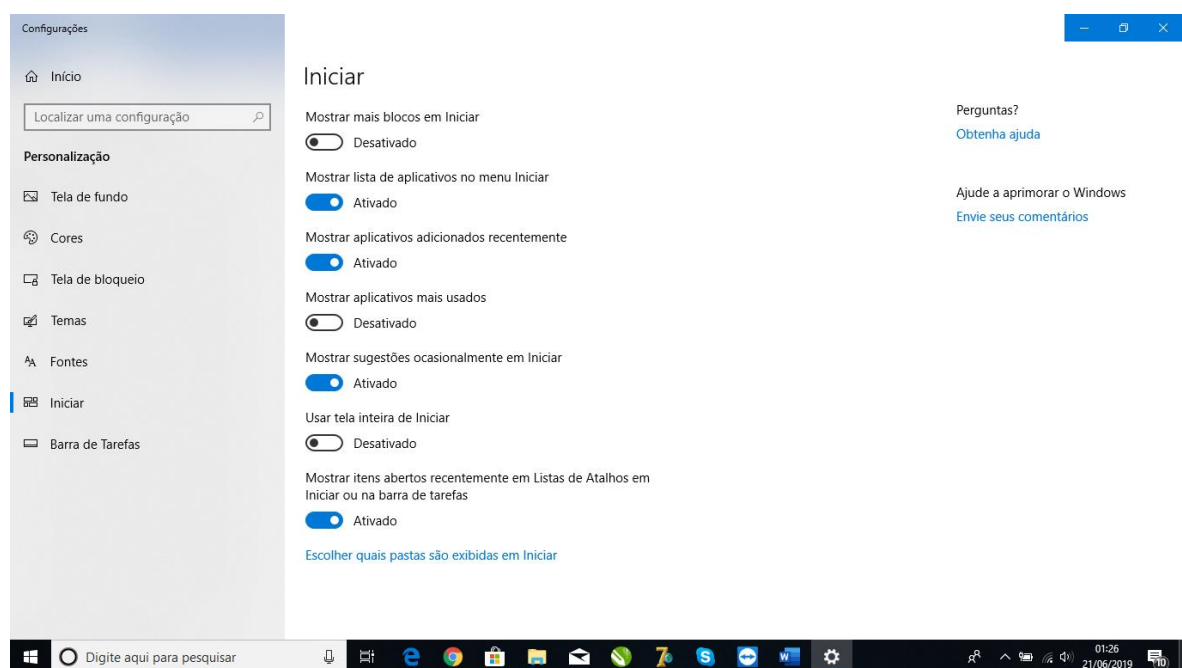 Configurações
Início
Localizar uma configuração
Personalização
Tela de fundo
Cores
Tela de bloqueio
Temas
Fontes
Iniciar
Barra de Tarefas
Iniciar
Mostrar mais blocos em Iniciar
Desativado
Mostrar lista de aplicativos no menu Iniciar
Ativado
Mostrar aplicativos adicionados recentemente
Ativado
Mostrar aplicativos mais usados
Desativado
Mostrar sugestões ocasionalmente em Iniciar
Ativado
Usar tela inteira de Iniciar
Desativado
Mostrar itens abertos recentemente em Listas de Atalhos em
Iniciar ou na barra de tarefas
Ativado
Escolher quais pastas são exibidas em Iniciar
Perguntas?
Obtenha ajuda
Ajude a aprimorar o Windows
Envie seus comentários
Digite aqui para pesquisar
01:26
21/06/2019